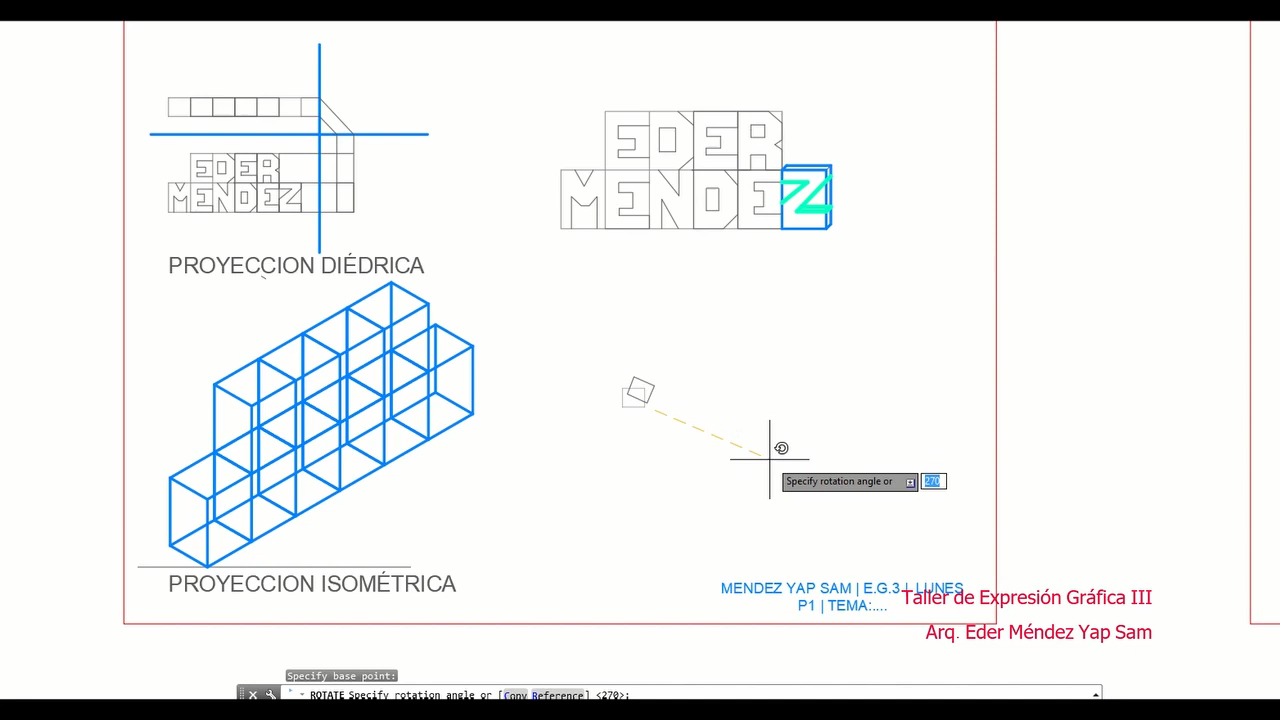 EDER
MENDEZ
EDER
MENDEZ
PROYECCION DIÉDRICA
Specify rotation angle or 270
PROYECCION ISOMÉTRICA
MENDEZ YAP SAM | E.G.3 | LUNES
P1 | TEMA:....
Taller de Expresión Gráfica III
Arq. Eder Méndez Yap Sam
Specify base point:
ROTATE Specify rotation angle or [Copy Reference] <270>: